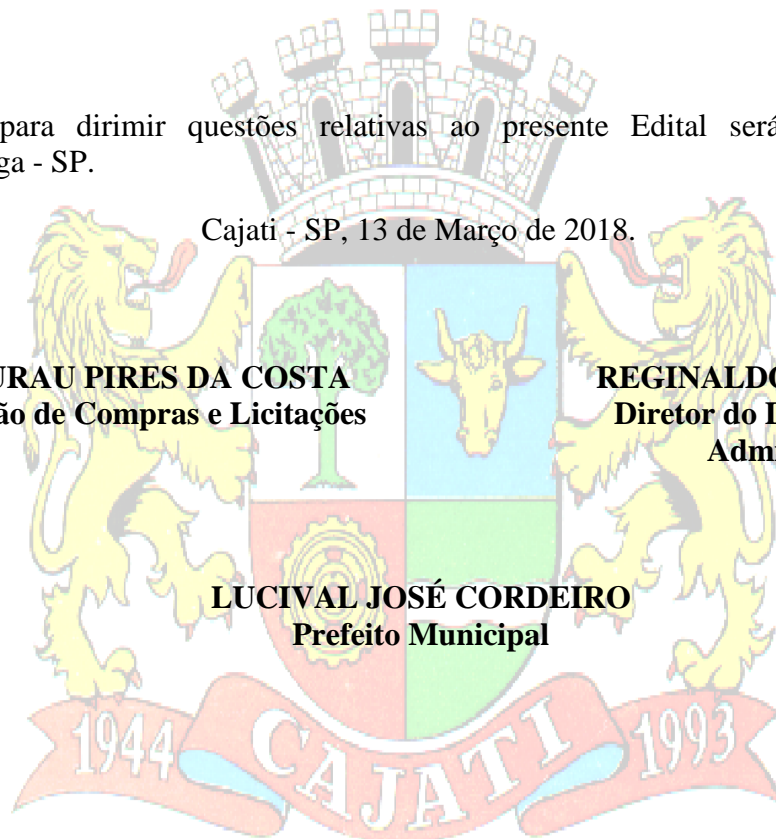 para dirimir questões relativas ao presente Edital será
ga - SP.
Cajati - SP, 13 de Março de 2018.
URAU PIRES DA COSTA
REGINALDO
ão de Compras e Licitações
Diretor do
Admi
LUCIVAL JOSÉ CORDEIRO
Prefeito Municipal
1944 CAJATI 1993